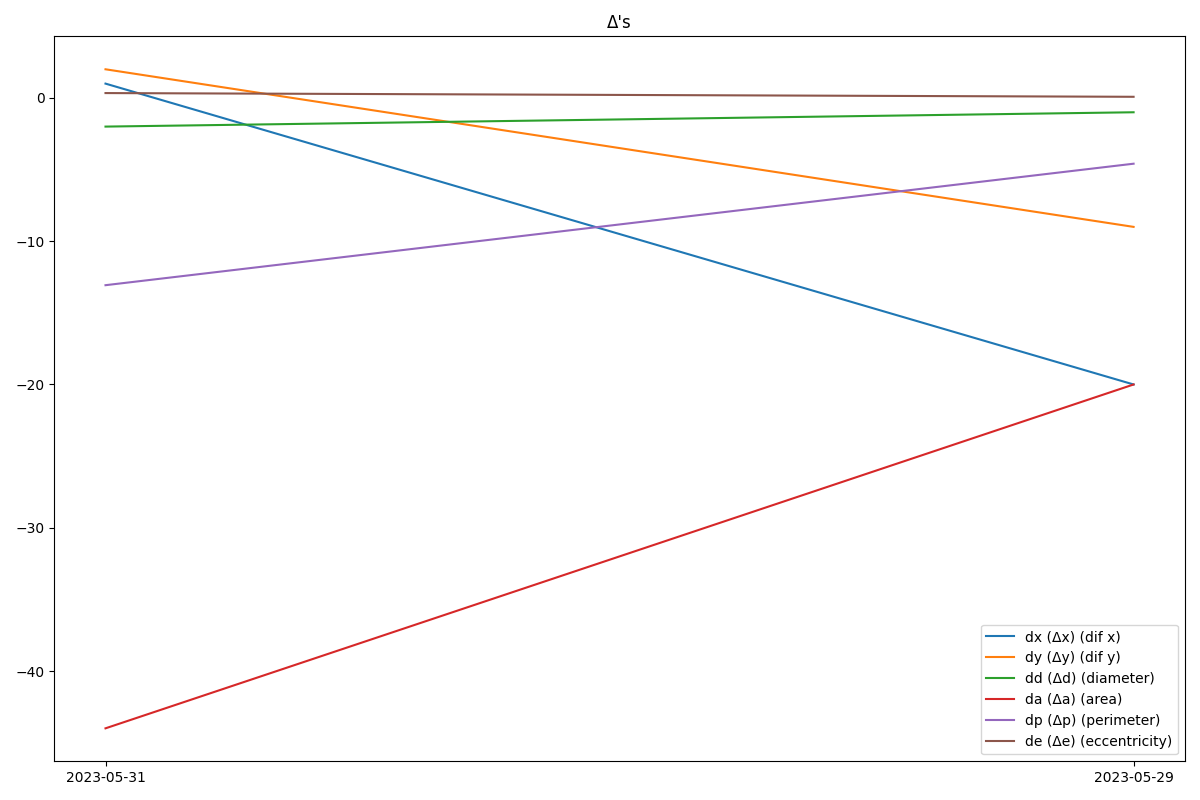 Δ's
0
−10
−20
−30
−40
dx (Δx) (dif x)
dy (Δy) (dif y)
dd (Δd) (diameter)
da (Δa) (area)
dp (Δp) (perimeter)
de (Δe) (eccentricity)
2023-05-31 2023-05-29